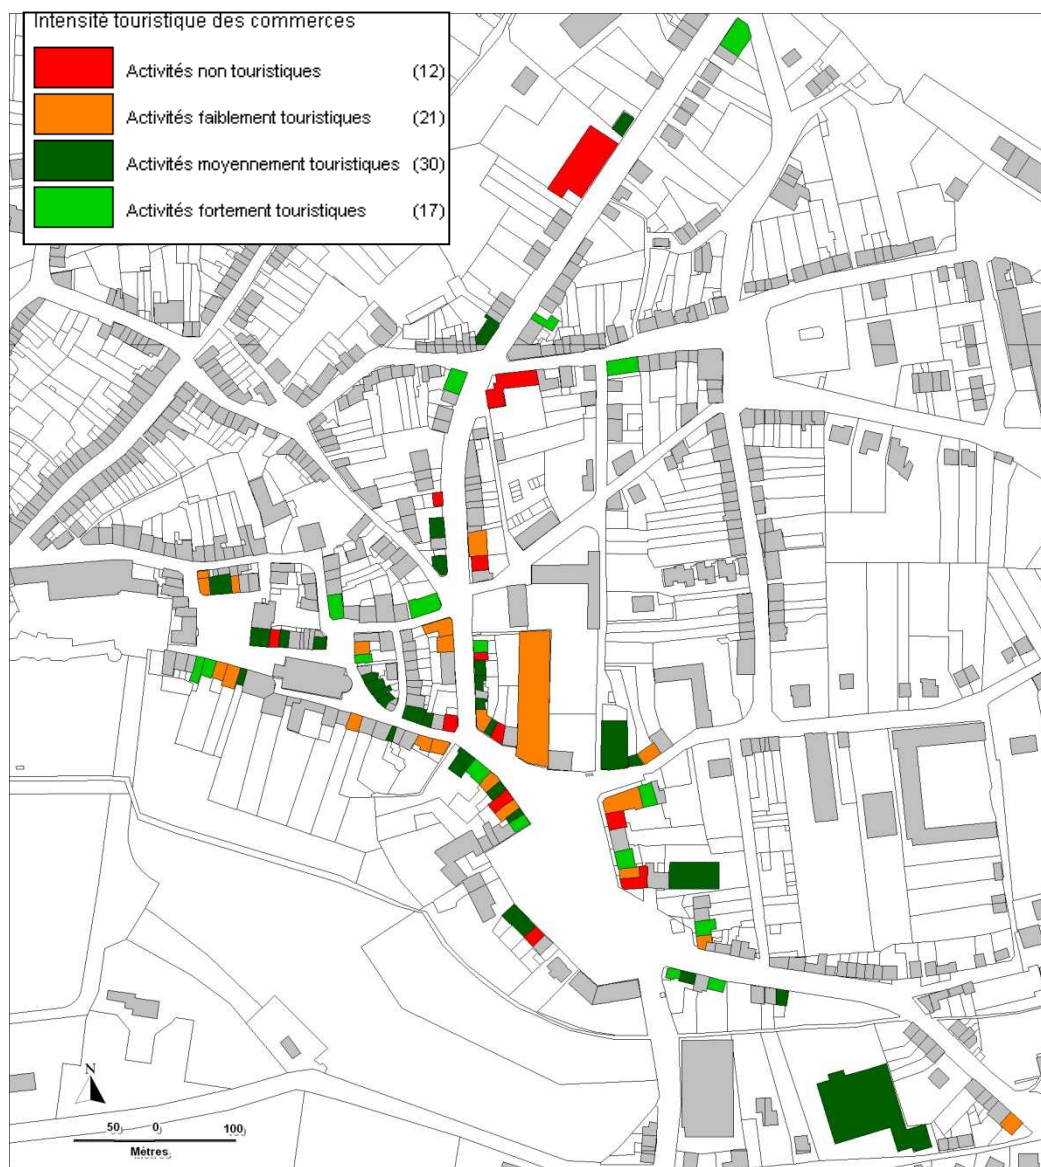 Intensité touristique des commerces
Activités non touristiques (12)
Activités faiblement touristiques (21)
Activités moyennement touristiques (30)
Activités fortement touristiques (17)
N
50 0 100
Mètres